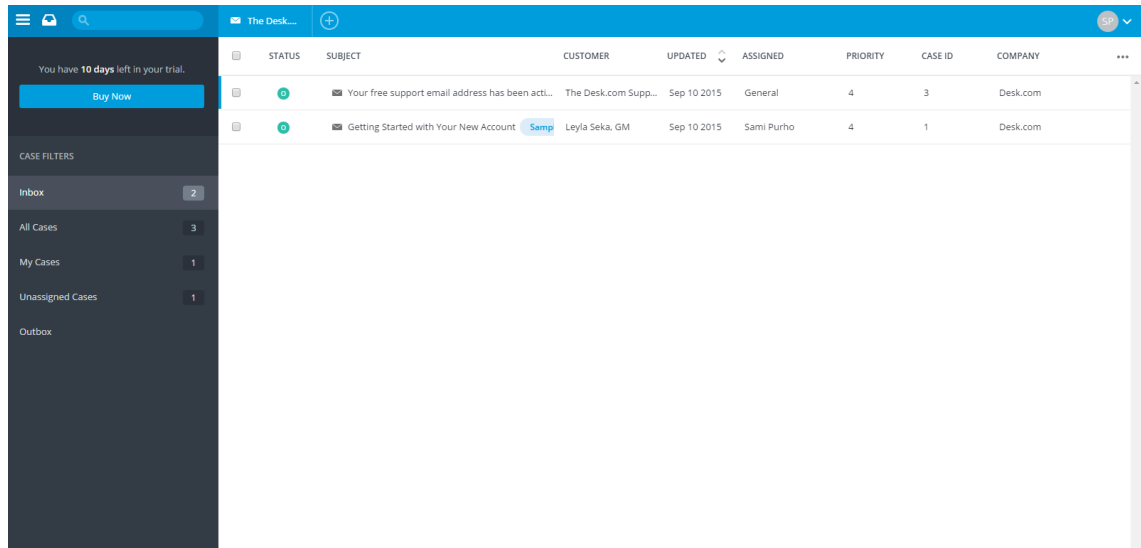 The Desk....
SP
You have 10 days left in your trial.
Buy Now
CASE FILTERS
Inbox 2
All Cases 3
My Cases 1
Unassigned Cases 1
Outbox
STATUS SUBJECT CUSTOMER UPDATED ASSIGNED PRIORITY CASE ID COMPANY
O Your free support email address has been acti... The Desk.com Supp... Sep 10 2015 General 4 3 Desk.com
O Getting Started with Your New Account Samp Leyla Seka, GM Sep 10 2015 Sami Purho 4 1 Desk.com